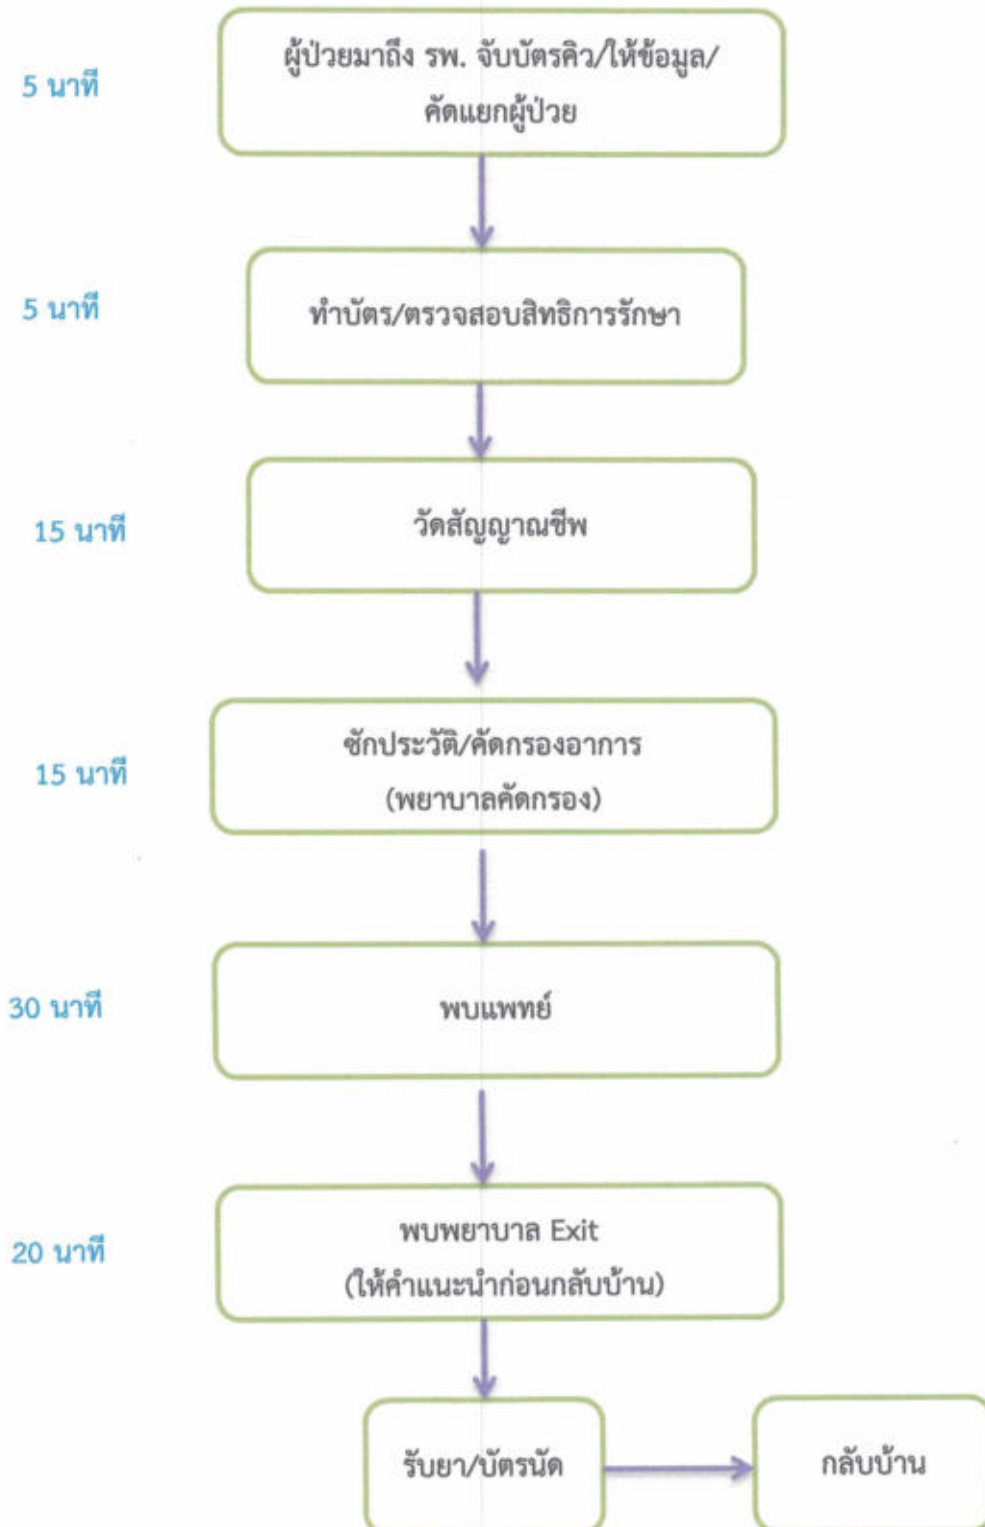 5 นาที
ผู้ป่วยมาถึง รพ. จับบัตรคิว/ให้ข้อมูล/
คัดแยกผู้ป่วย
5 นาที
ทำบัตร/ตรวจสอบสิทธิการรักษา
15 นาที
วัดสัญญาณชีพ
15 นาที
ซักประวัติ/คัดกรองอาการ
(พยาบาลคัดกรอง)
30 นาที
พบแพทย์
20 นาที
พบพยาบาล Exit
(ให้คำแนะนำก่อนกลับบ้าน)
รับยา/บัตรนัด
กลับบ้าน